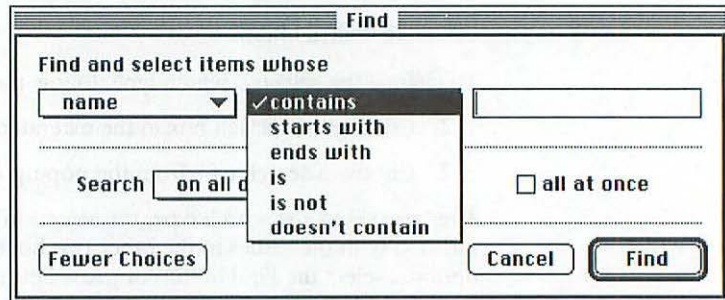 Find
Find and select items whose
name
✓contains
starts with
ends with
is
is not
doesn't contain
Search on all d
all at once
Fewer Choices
Cancel
Find